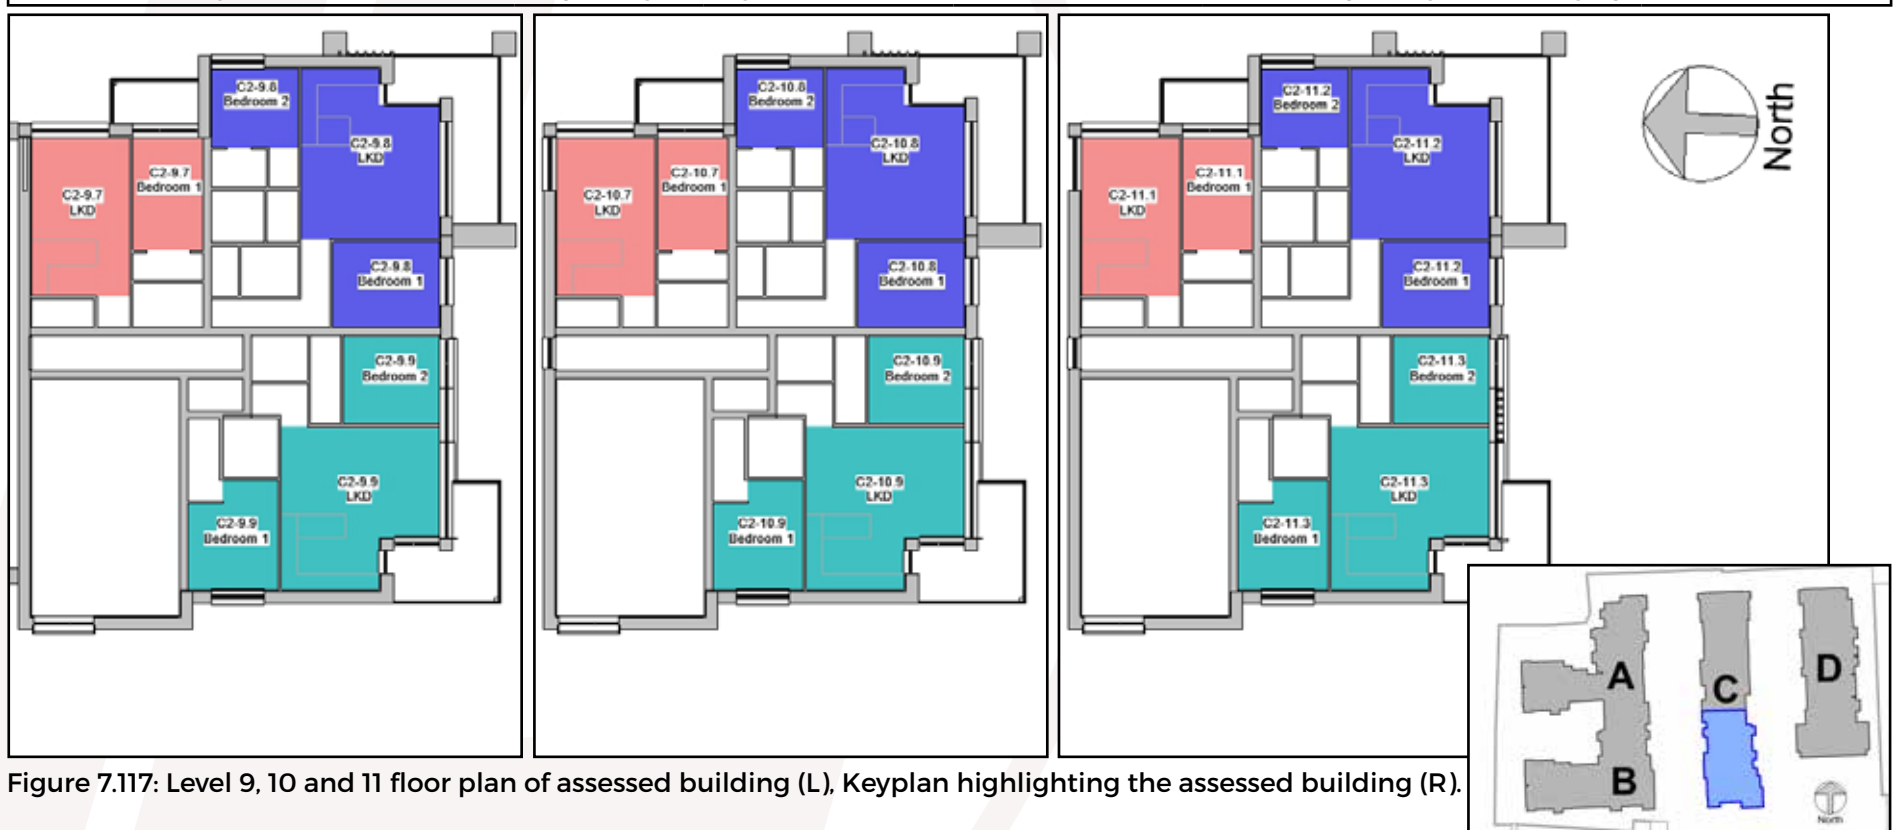 C2-9.8
Bedroom 2
C2-9.8
LKD
C2-9.7
LKD
C2-9.7
Bedroom 1
C2-9.8
Bedroom 1
C2-9.9
Bedroom 2
C2-9.9
LKD
C2-9.9
Bedroom 1
C2-10.8
Bedroom 2
C2-10.8
LKD
C2-10.7
LKD
C2-10.7
Bedroom 1
C2-10.8
Bedroom 1
C2-10.9
Bedroom 2
C2-10.9
LKD
C2-10.9
Bedroom 1
C2-11.2
Bedroom 2
C2-11.2
LKD
C2-11.1
LKD
C2-11.1
Bedroom 1
C2-11.2
Bedroom 1
C2-11.3
Bedroom 2
C2-11.3
LKD
C2-11.3
Bedroom 1
North
A
B
C
D
North
Figure 7.117: Level 9, 10 and 11 floor plan of assessed building (L), Keyplan highlighting the assessed building (R).